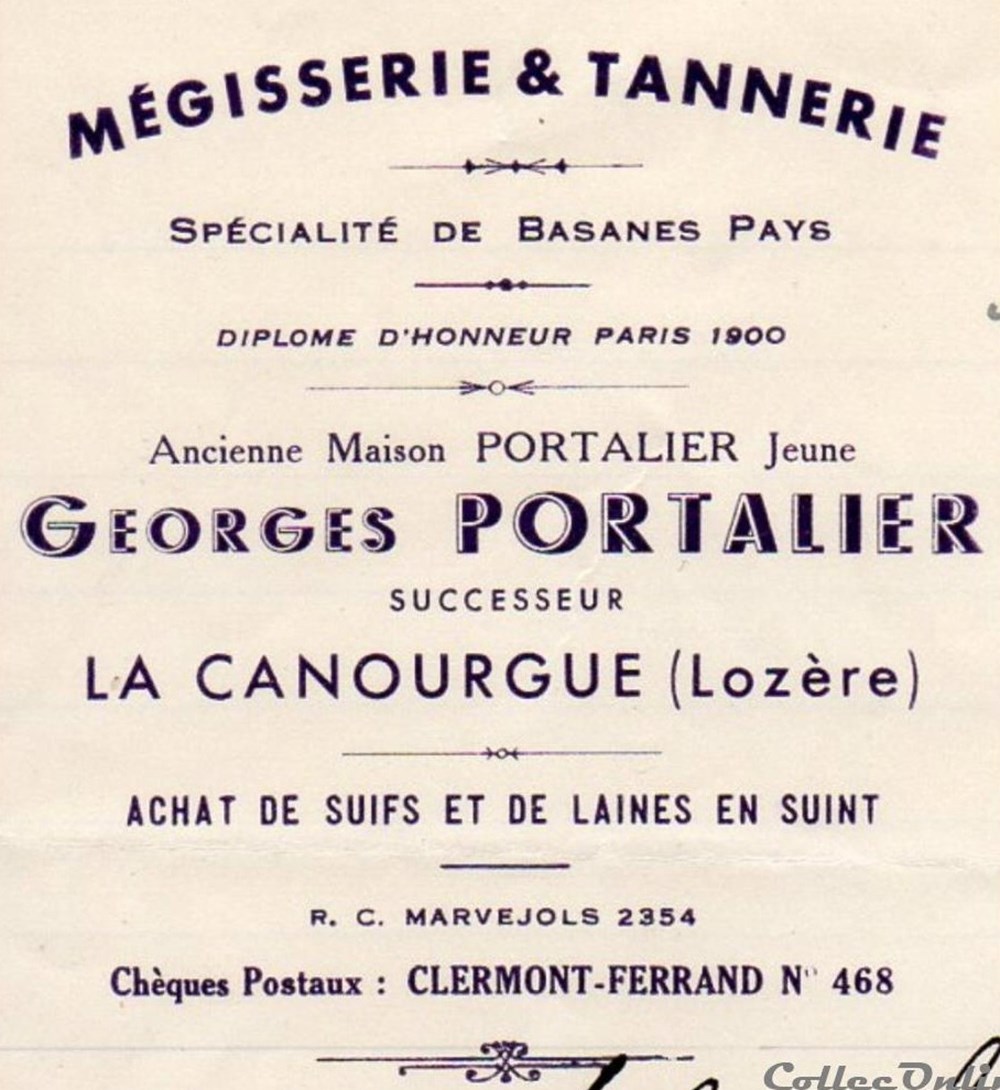 MÉGISSERIE & TANNERIE
SPÉCIALITÉ DE BASANES PAYS
DIPLOME D'HONNEUR PARIS 1900
Ancienne Maison PORTALIER Jeune
GEORGES PORTALIER
SUCCESSEUR
LA CANOURGUE (Lozère)
ACHAT DE SUIFS ET DE LAINES EN SUINT
R. C. MARVEJOLS 2354
Chèques Postaux : CLERMONT-FERRAND N° 468